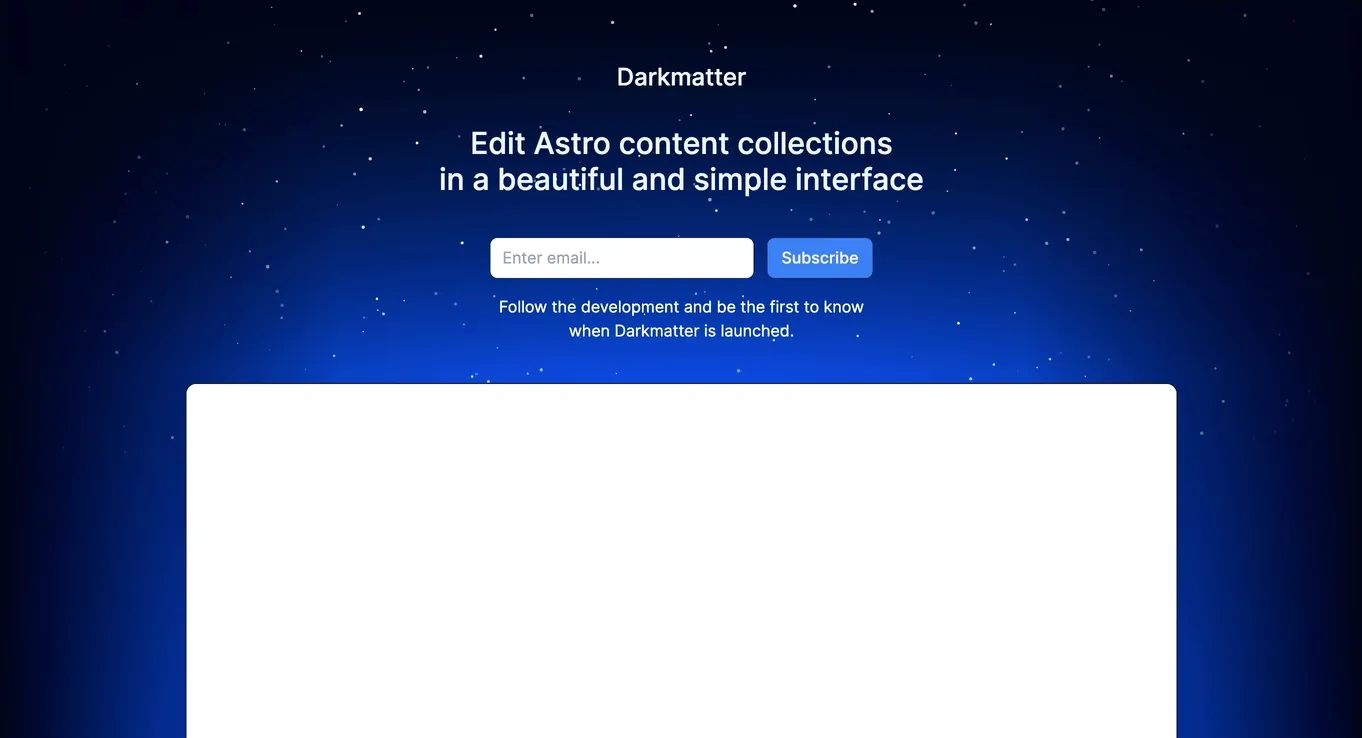 Darkmatter
Edit Astro content collections
in a beautiful and simple interface
Enter email...
Subscribe
Follow the development and be the first to know
when Darkmatter is launched.